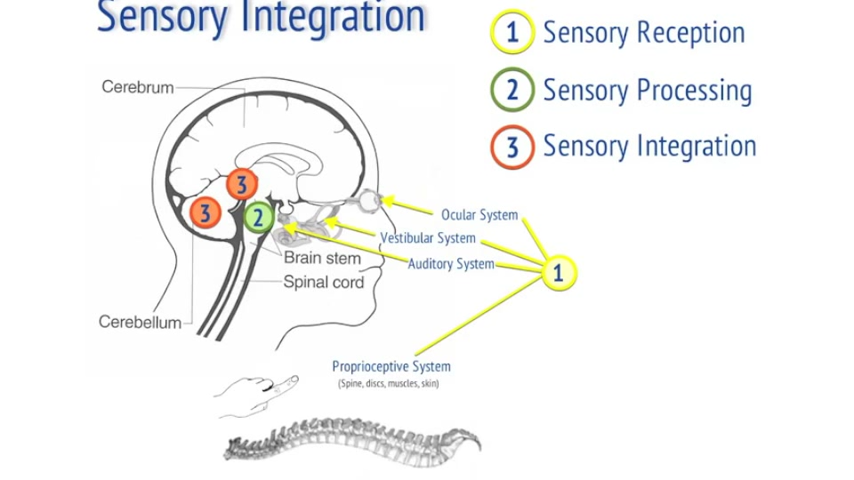 Sensory Integration
1 Sensory Reception
2 Sensory Processing
3 Sensory Integration
Cerebrum
3
3
2
Ocular System
Vestibular System
Auditory System
1
Brain stem
Spinal cord
Cerebellum
Proprioceptive System
(Spine, discs, muscles, skin)